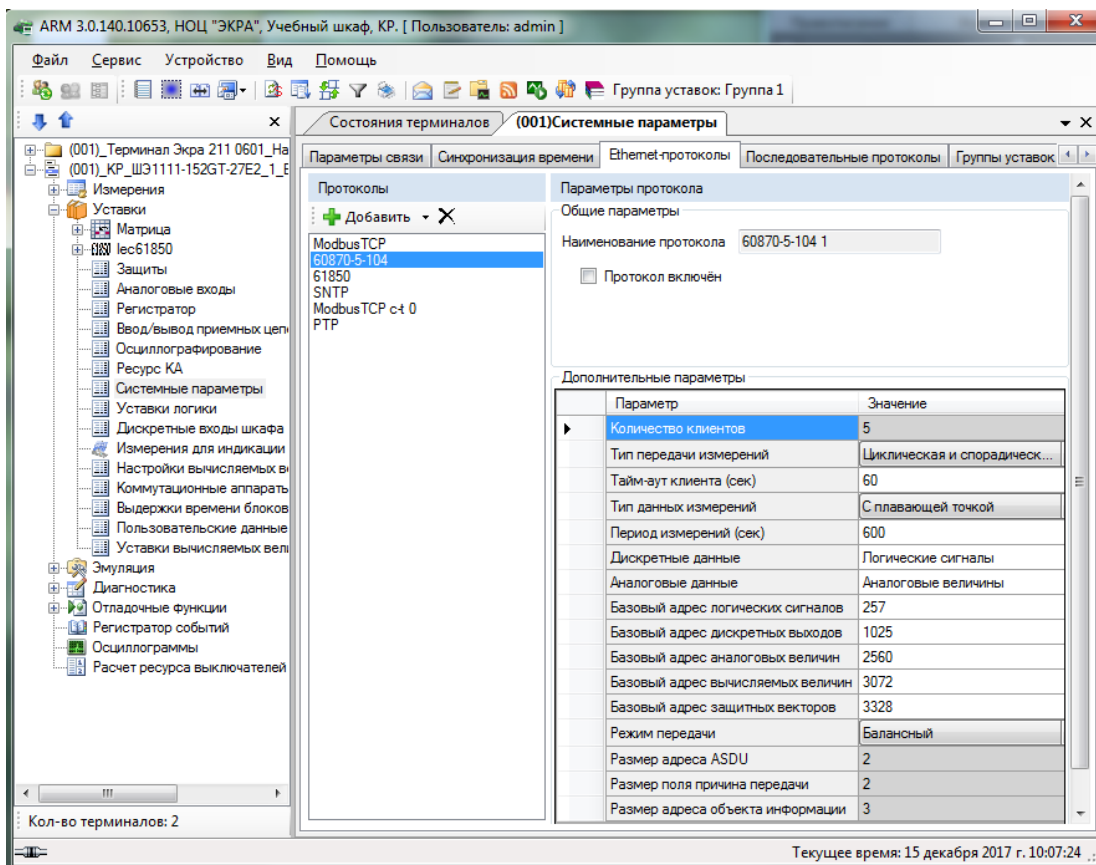 ARM 3.0.140.10653, НОЦ "ЭКРА", Учебный шкаф, КР. [ Пользователь: admin ]
Файл Сервис Устройство Вид Помощь
Группа уставок: Группа 1
Состояния терминалов (001)Системные параметры
Параметры связи Синхронизация времени Ethernet-протоколы Последовательные протоколы Группы уставок
(001)_Терминал Экра 211 0601_На
(001)_КР_ШЭ1111-152GT-27E2_1_Е
Измерения
Уставки
Матрица
Iec61850
Защиты
Аналоговые входы
Регистратор
Ввод/вывод приемных цепе
Осциллографирование
Ресурс КА
Системные параметры
Уставки логики
Дискретные входы шкафа
Измерения для индикации
Настройки вычисляемых в
Коммутационные аппарать
Выдержки времени блоков
Пользовательские данные
Уставки вычисляемых вел
Эмуляция
Диагностика
Отладочные функции
Регистратор событий
Осциллограммы
Расчет ресурса выключателей
Кол-во терминалов: 2
Протоколы
Добавить
ModbusTCP
60870-5-104
61850
SNTP
ModbusTCP c-t 0
PTP
Параметры протокола
Общие параметры
Наименование протокола 60870-5-104 1
Протокол включён
Дополнительные параметры
Параметр Значение
Количество клиентов 5
Тип передачи измерений Циклическая и спорадическ...
Тайм-аут клиента (сек) 60
Тип данных измерений С плавающей точкой
Период измерений (сек) 600
Дискретные данные Логические сигналы
Аналоговые данные Аналоговые величины
Базовый адрес логических сигналов 257
Базовый адрес дискретных выходов 1025
Базовый адрес аналоговых величин 2560
Базовый адрес вычисляемых величин 3072
Базовый адрес защитных векторов 3328
Режим передачи Балансный
Размер адреса ASDU 2
Размер поля причина передачи 2
Размер адреса объекта информации 3
Текущее время: 15 декабря 2017 г. 10:07:24